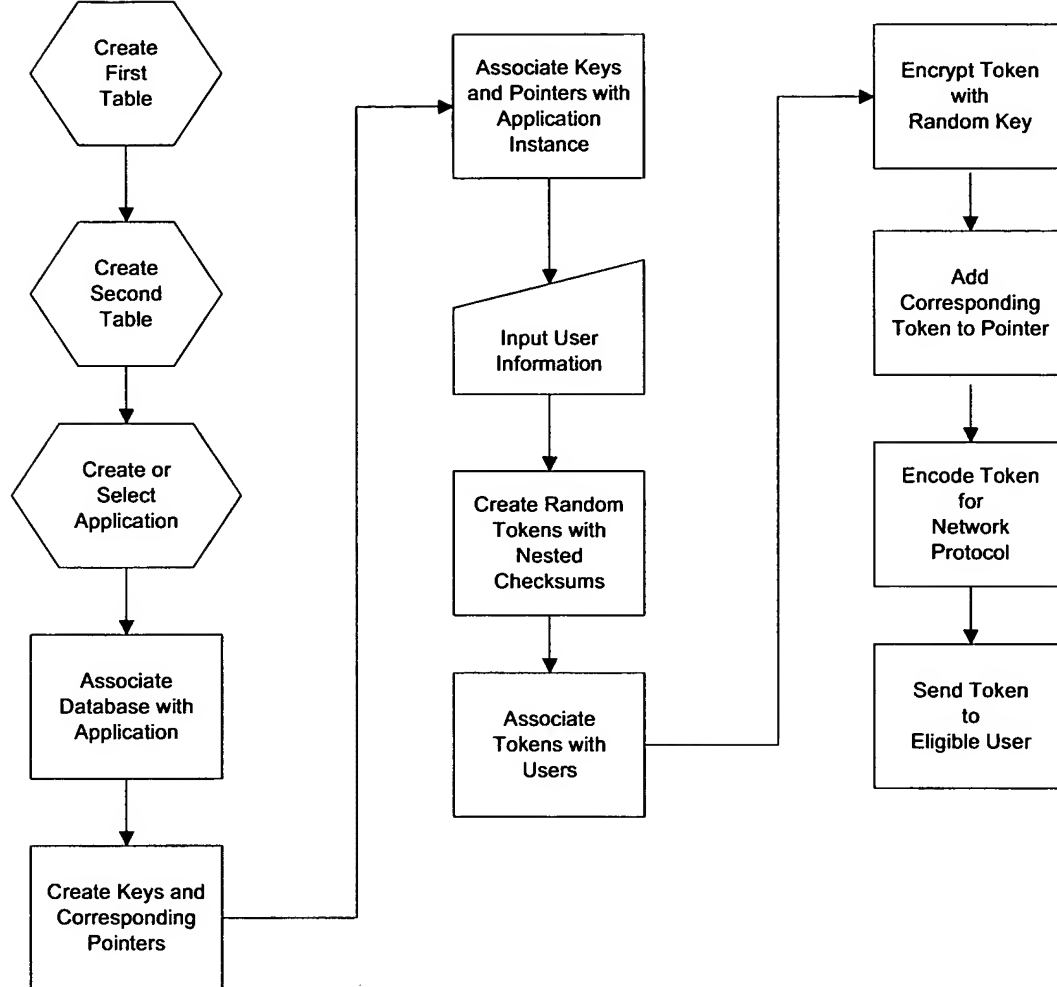 Create
First
Table
Create
Second
Table
Create or
Select
Application
Associate
Database with
Application
Create Keys and
Corresponding
Pointers
Associate Keys
and Pointers with
Application
Instance
Input User
Information
Create Random
Tokens with
Nested
Checksums
Associate
Tokens with
Users
Encrypt Token
with
Random Key
Add
Corresponding
Token to Pointer
Encode Token
for
Network
Protocol
Send Token
to
Eligible User